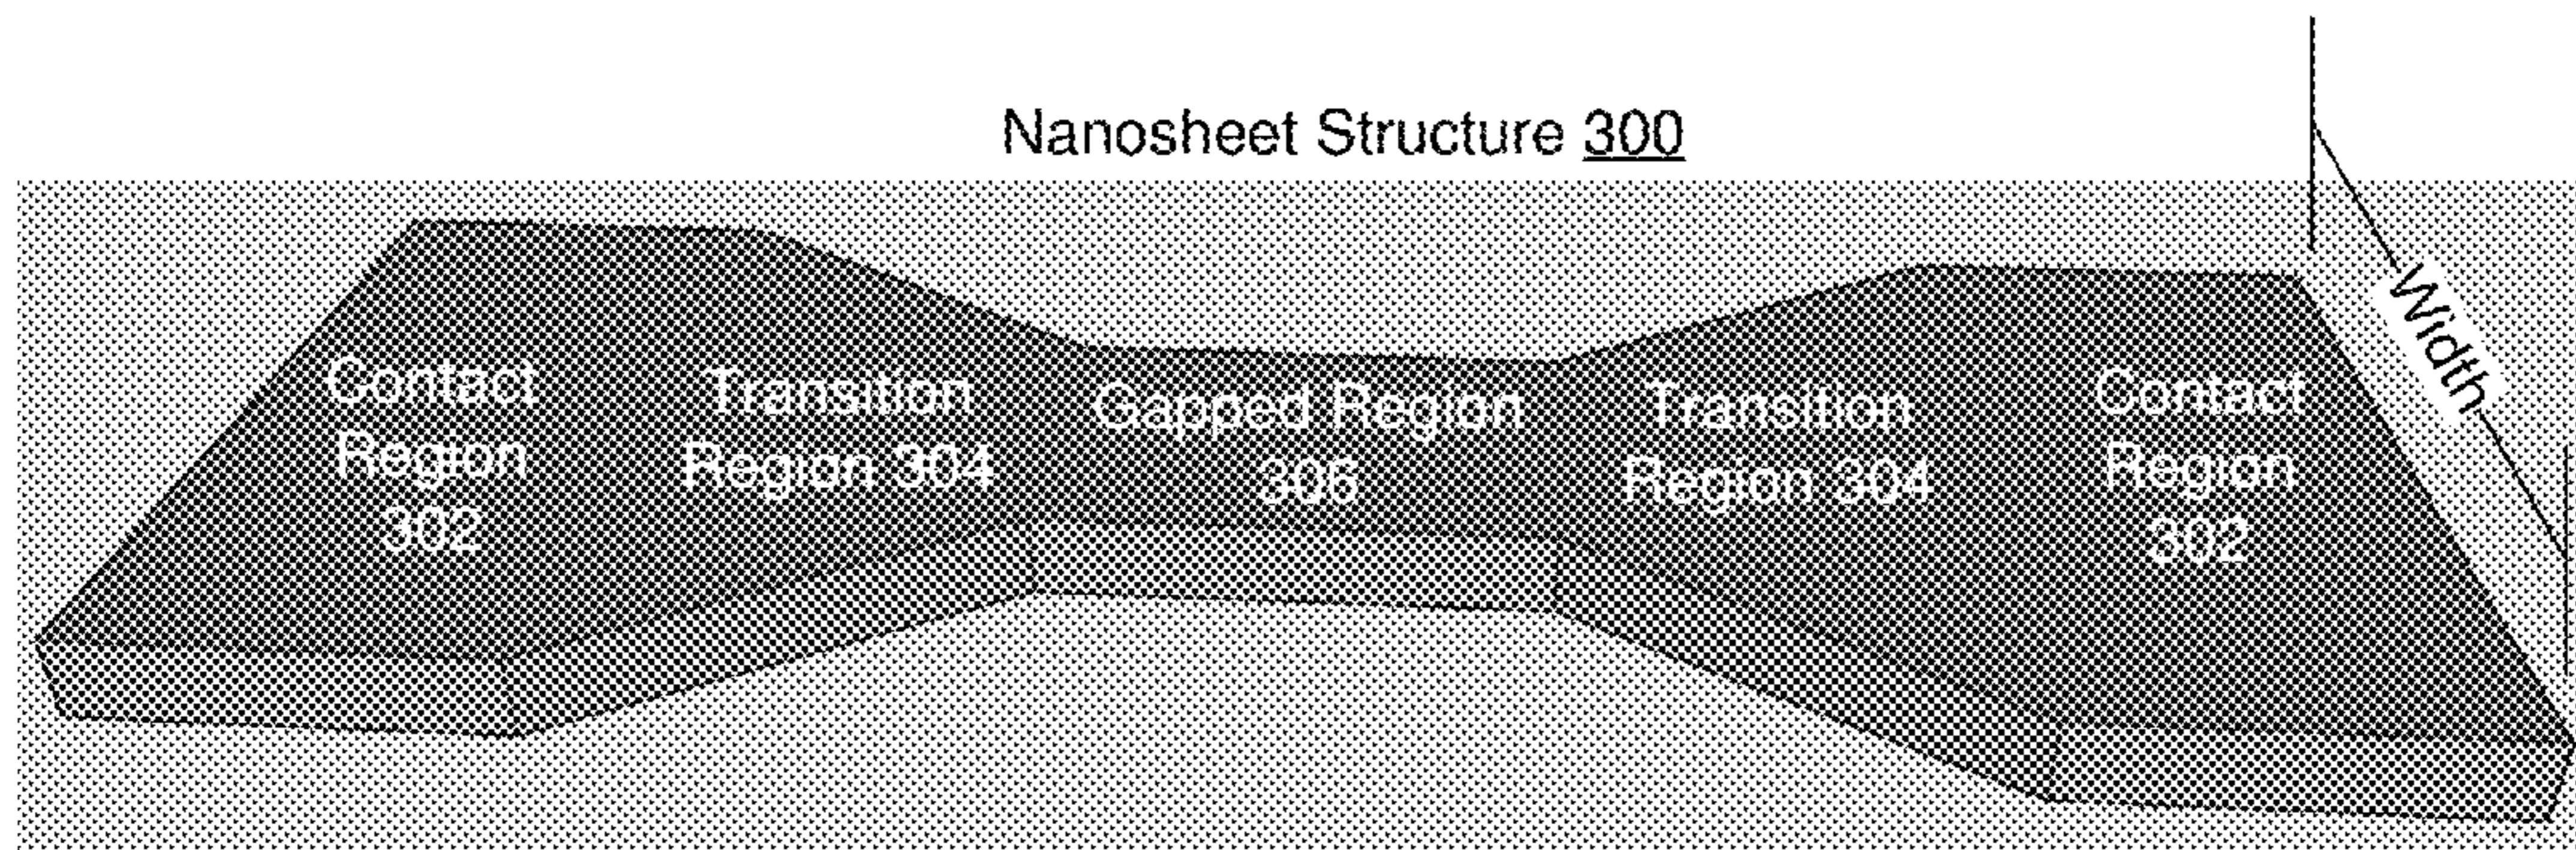 Nanosheet Structure 300
Width
Contact
Region
302
Transition
Region 304
Gapped Region
306
Transition
Region 304
Contact
Region
302